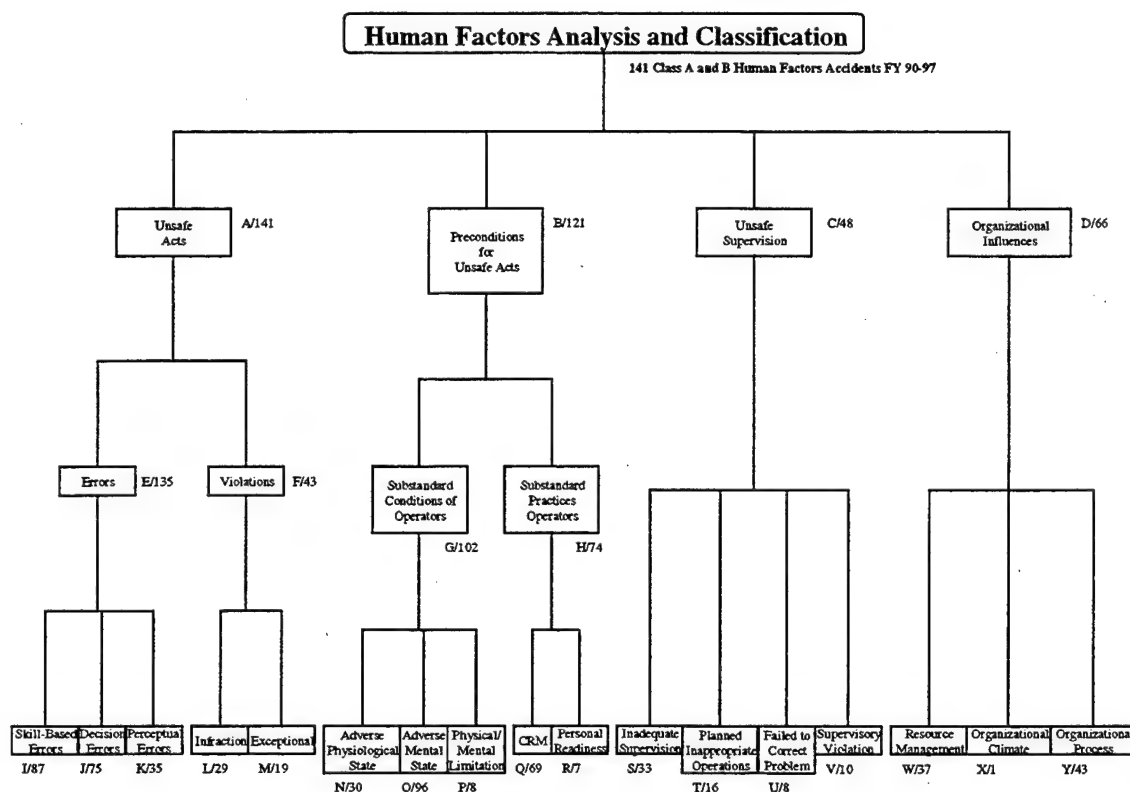 Human Factors Analysis and Classification
141 Class A and B Human Factors Accidents FY 90-97
Unsafe
Acts
A/141
Preconditions
for
Unsafe Acts
B/121
Unsafe
Supervision
C/48
Organizational
Influences
D/66
Errors
E/135
Violations
F/43
Substandard
Conditions of
Operators
G/102
Substandard
Practices
Operators
H/74
Skill-Based
Errors
I/87
Decision
Errors
J/75
Perceptual
Errors
K/35
Infraction
L/29
Exceptional
M/19
Adverse
Physiological
State
N/30
Adverse
Mental
State
O/96
Physical/
Mental
Limitation
P/8
CRM
Q/69
Personal
Readiness
R/7
Inadequate
Supervision
S/33
Planned
Inappropriate
Operations
T/16
Failed to
Correct
Problem
U/8
Supervisory
Violation
V/10
Resource
Management
W/37
Organizational
Climate
X/1
Organizational
Process
Y/43